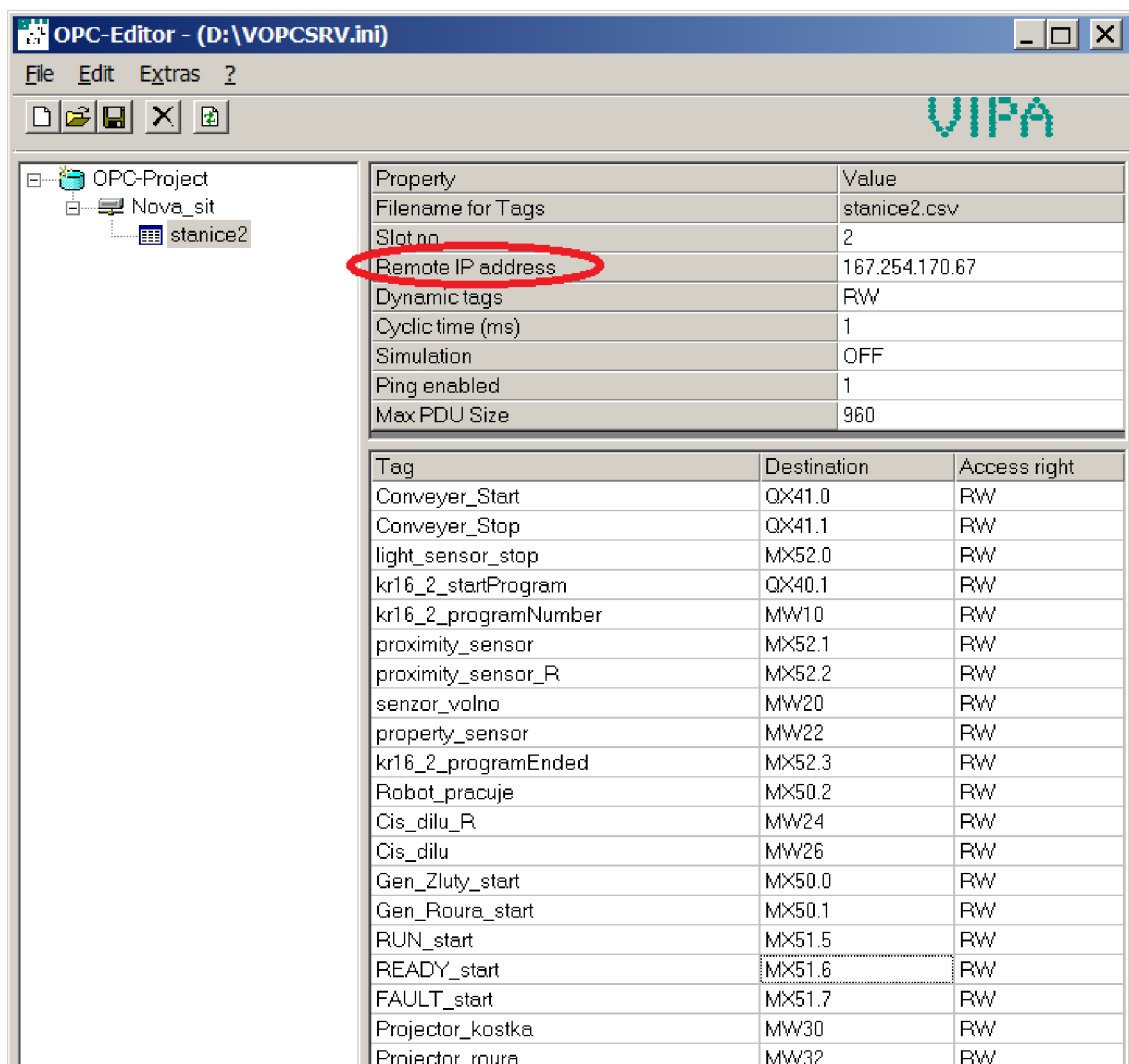 OPC-Editor - (D:\VOPCSRV.ini)
File Edit Extras ?
VIPA
OPC-Project
Nova_sit
stanice2
Property Value
Filename for Tags stanice2.csv
Slot no. 2
Remote IP address 167.254.170.67
Dynamic tags RW
Cyclic time (ms) 1
Simulation OFF
Ping enabled 1
Max PDU Size 960
Tag Destination Access right
Conveyer_Start QX41.0 RW
Conveyer_Stop QX41.1 RW
light_sensor_stop MX52.0 RW
kr16_2_startProgram QX40.1 RW
kr16_2_programNumber MW10 RW
proximity_sensor MX52.1 RW
proximity_sensor_R MX52.2 RW
senzor_volno MW20 RW
property_sensor MW22 RW
kr16_2_programEnded MX52.3 RW
Robot_pracuje MX50.2 RW
Cis_dilu_R MW24 RW
Cis_dilu MW26 RW
Gen_Zluty_start MX50.0 RW
Gen_Roura_start MX50.1 RW
RUN_start MX51.5 RW
READY_start MX51.6 RW
FAULT_start MX51.7 RW
Projector_kostka MW30 RW
Projector_roura MW32 RW